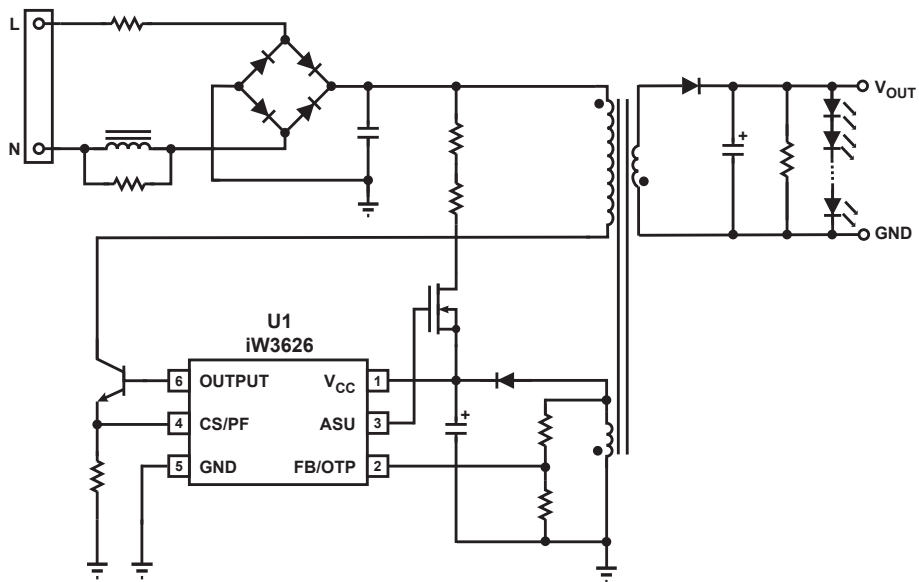 L
N
V_OUT
GND
+
U1
iW3626
6 OUTPUT V_CC 1
4 CS/PF ASU 3
5 GND FB/OTP 2
+